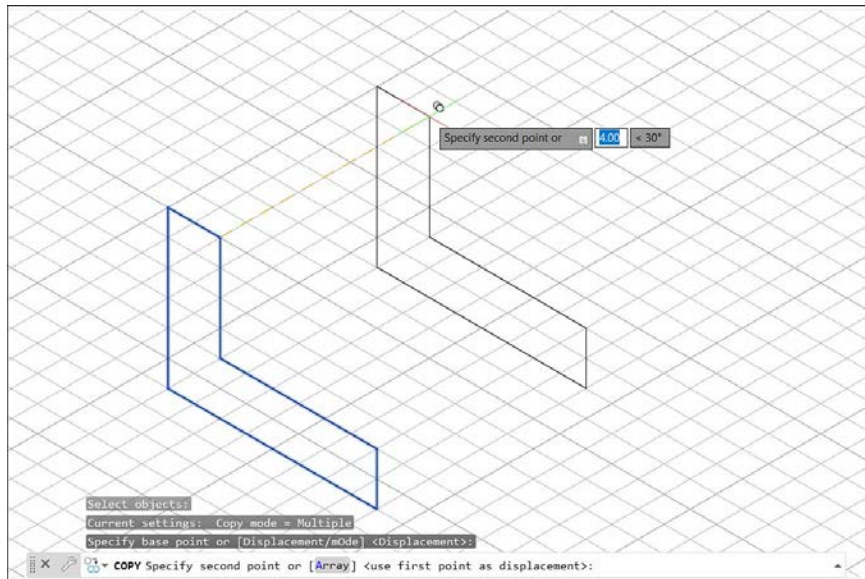 Specify second point or 4.00 < 30°
Select objects:
Current settings:  Copy mode = Multiple
Specify base point or [Displacement/mOde] <Displacement>:
COPY Specify second point or [Array] <use first point as displacement>: